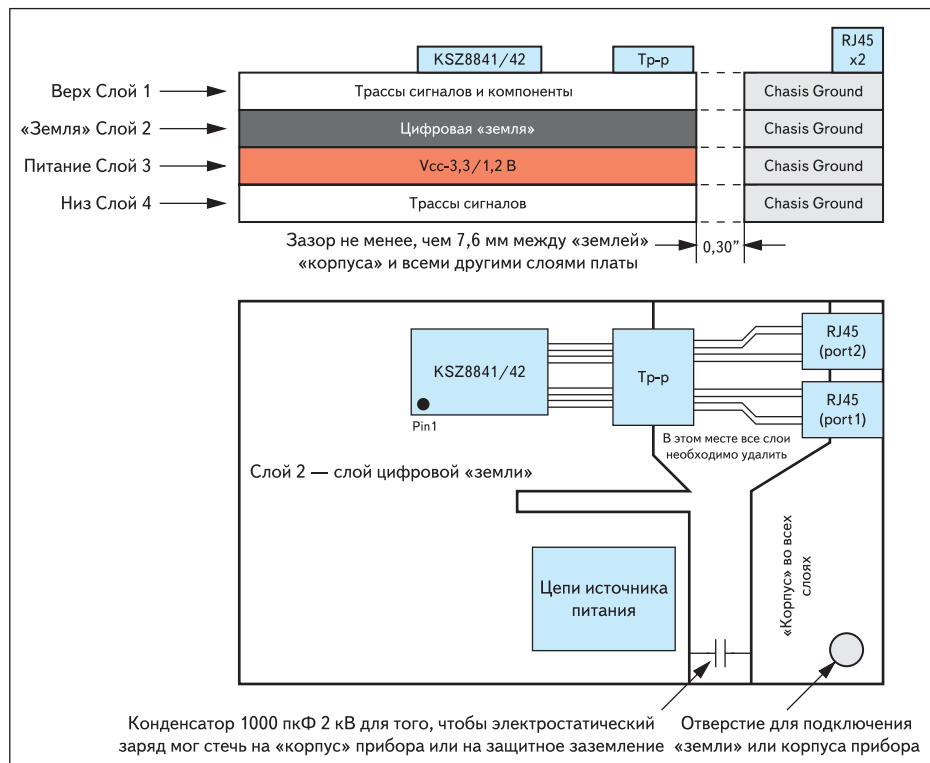 KSZ8841/42
Тр-р
RJ45
x2
Верх Слой 1
Трассы сигналов и компоненты
Chasis Ground
«Земля» Слой 2
Цифровая «земля»
Chasis Ground
Питание Слой 3
Vcc-3,3/1,2 В
Chasis Ground
Низ Слой 4
Трассы сигналов
Chasis Ground
Зазор не менее, чем 7,6 мм между «землей»
«корпуса» и всеми другими слоями платы
0,30”
KSZ8841/42
Pin1
Тр-р
RJ45
(port2)
RJ45
(port1)
В этом месте все слои
необходимо удалить
Слой 2 — слой цифровой «земли»
Цепи источника
питания
«Корпус» во всех
слоях
Конденсатор 1000 пкФ 2 кВ для того, чтобы электростатический
заряд мог стечь на «корпус» прибора или на защитное заземление
Отверстие для подключения
«земли» или корпуса прибора